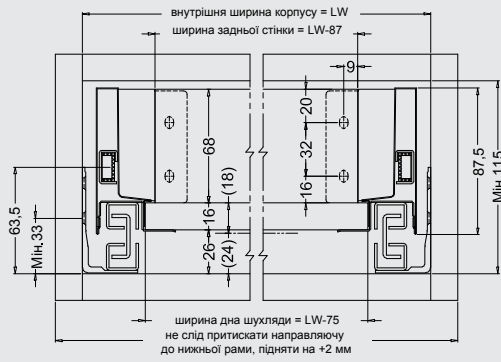 внутрішня ширина корпусу = LW
ширина задньої стінки = LW-87
9
20
68
32
87,5
Мін.115
16
(18)
63,5
16
Мін.33
26
(24)
ширина дна шухляди = LW-75
не слід притискати направляючу
до нижньої рами, підняти на +2 мм